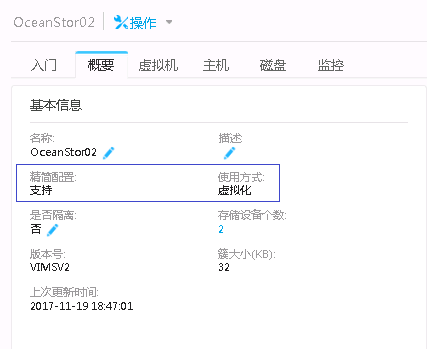 OceanStor02 操作
入门 概要 虚拟机 主机 磁盘 监控
基本信息
名称: 描述:
OceanStor02
精简配置: 使用方式:
支持 虚拟化
是否隔离: 存储设备个数:
否 2
版本号: 簇大小(KB):
VIMSV2 32
上次更新时间:
2017-11-19 18:47:01